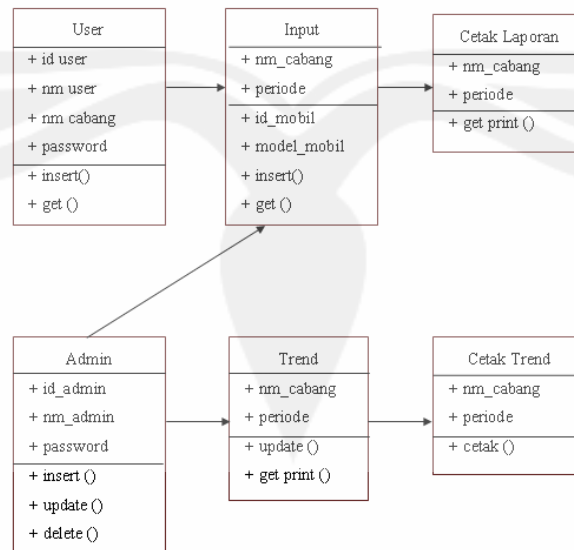 User
+ id user
+ nm user
+ nm cabang
+ password
+ insert()
+ get ()
Input
+ nm_cabang
+ periode
+ id_mobil
+ model_mobil
+ insert()
+ get ()
Cetak Laporan
+ nm_cabang
+ periode
+ get print ()
Admin
+ id_admin
+ nm_admin
+ password
+ insert ()
+ update ()
+ delete ()
Trend
+ nm_cabang
+ periode
+ update ()
+ get print ()
Cetak Trend
+ nm_cabang
+ periode
+ cetak ()